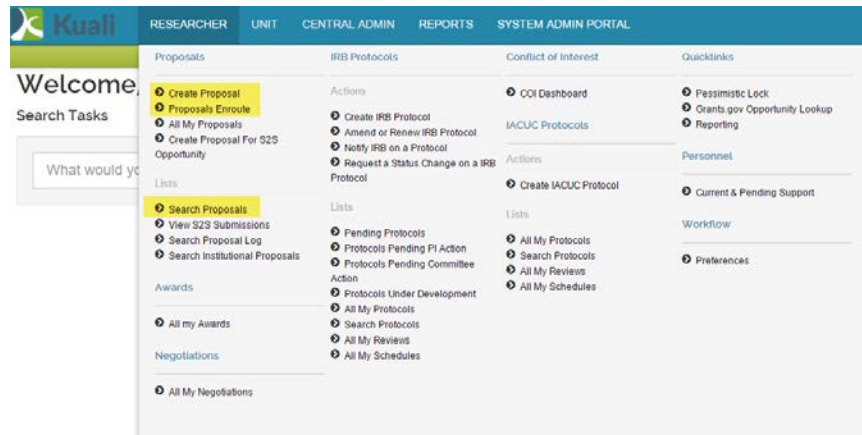 Kuali
RESEARCHER UNIT CENTRAL ADMIN REPORTS SYSTEM ADMIN PORTAL
Welcome,
Search Tasks
What would yo
Proposals
Create Proposal
Proposals Enroute
All My Proposals
Create Proposal For S2S
Opportunity
Lists
Search Proposals
View S2S Submissions
Search Proposal Log
Search Institutional Proposals
Awards
All my Awards
Negotiations
All My Negotiations
IRB Protocols
Actions
Create IRB Protocol
Amend or Renew IRB Protocol
Notify IRB on a Protocol
Request a Status Change on a IRB
Protocol
Lists
Pending Protocols
Protocols Pending PI Action
Protocols Pending Committee
Action
Protocols Under Development
All My Protocols
Search Protocols
All My Reviews
All My Schedules
Conflict of Interest
COI Dashboard
IACUC Protocols
Actions
Create IACUC Protocol
Lists
All My Protocols
Search Protocols
All My Reviews
All My Schedules
Quicklinks
Pessimistic Lock
Grants.gov Opportunity Lookup
Reporting
Personnel
Current & Pending Support
Workflow
Preferences